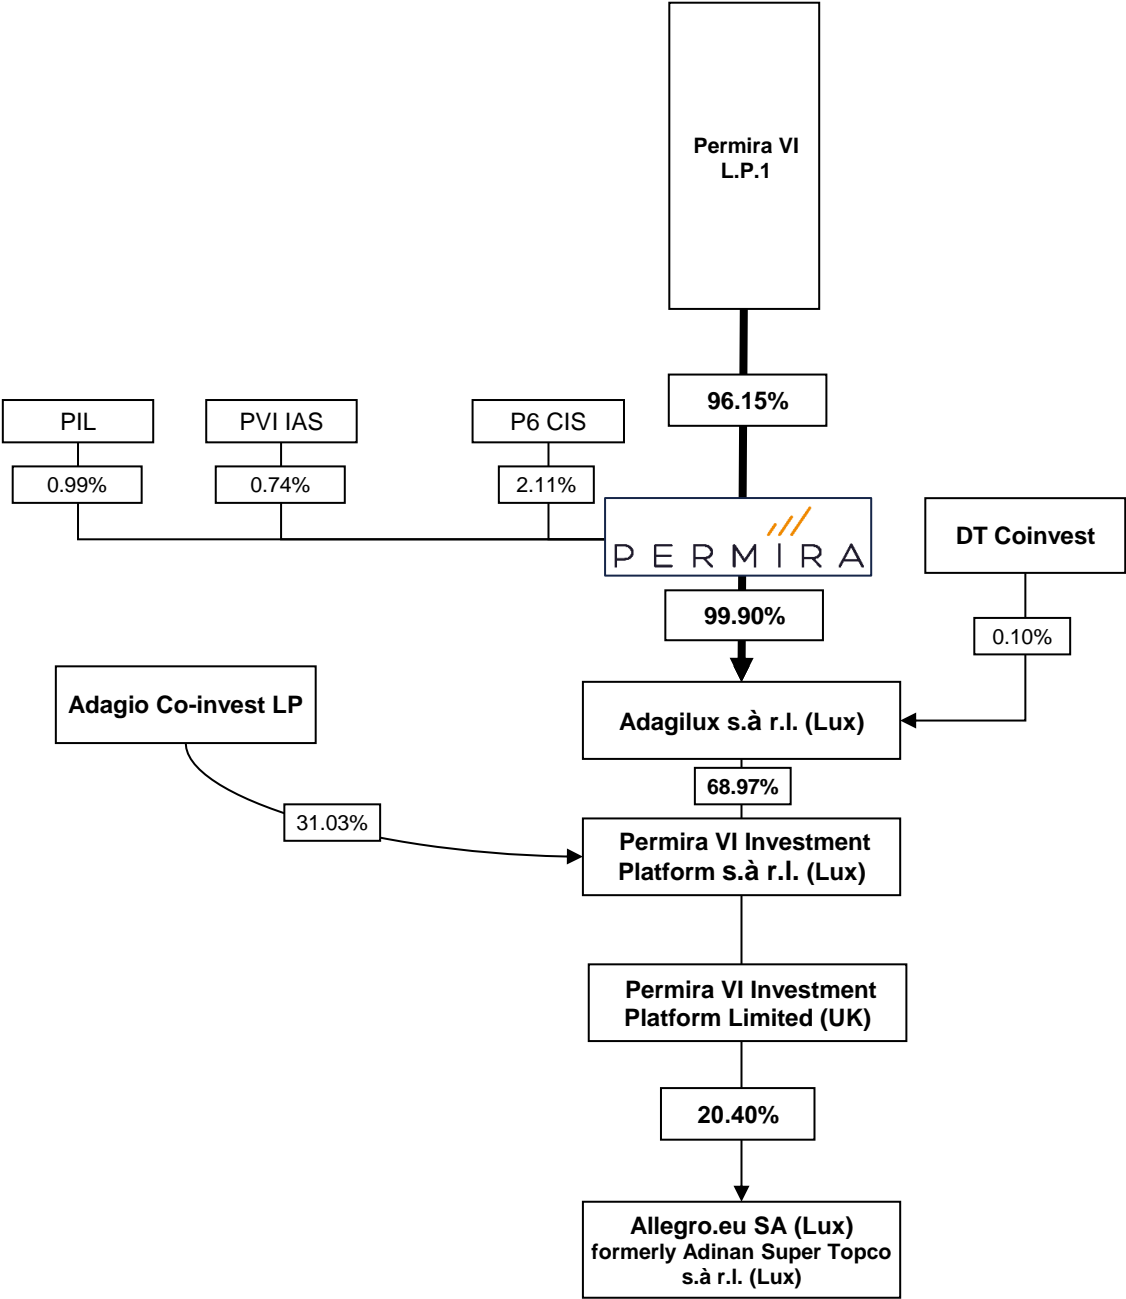 Permira VI
L.P.1
96.15%
PIL
PVI IAS
P6 CIS
0.99%
0.74%
2.11%
PERMIRA
DT Coinvest
99.90%
0.10%
Adagio Co-invest LP
Adagilux s.à r.l. (Lux)
68.97%
31.03%
Permira VI Investment
Platform s.à r.l. (Lux)
Permira VI Investment
Platform Limited (UK)
20.40%
Allegro.eu SA (Lux)
formerly Adinan Super Topco
s.à r.l. (Lux)